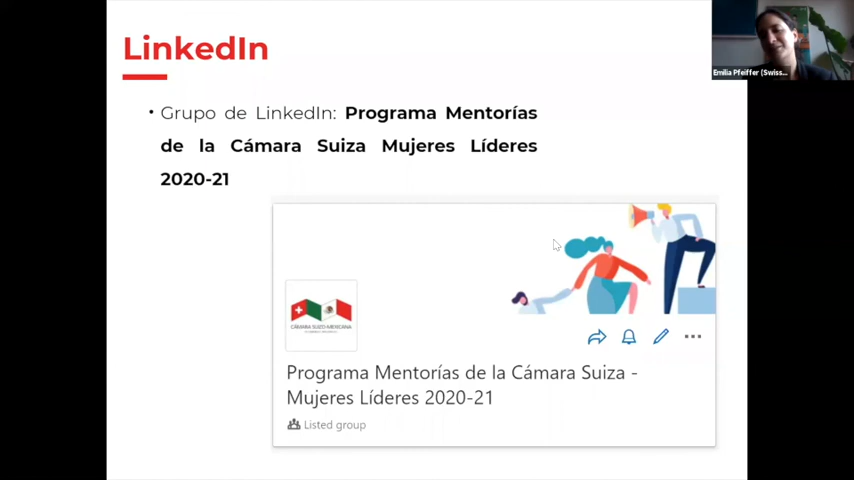 LinkedIn
Emilia Pfeiffer (Swiss...
• Grupo de LinkedIn: Programa Mentorías
de la Cámara Suiza Mujeres Líderes
2020-21
CÁMARA SUIZO-MEXICANA
Programa Mentorías de la Cámara Suiza -
Mujeres Líderes 2020-21
Listed group